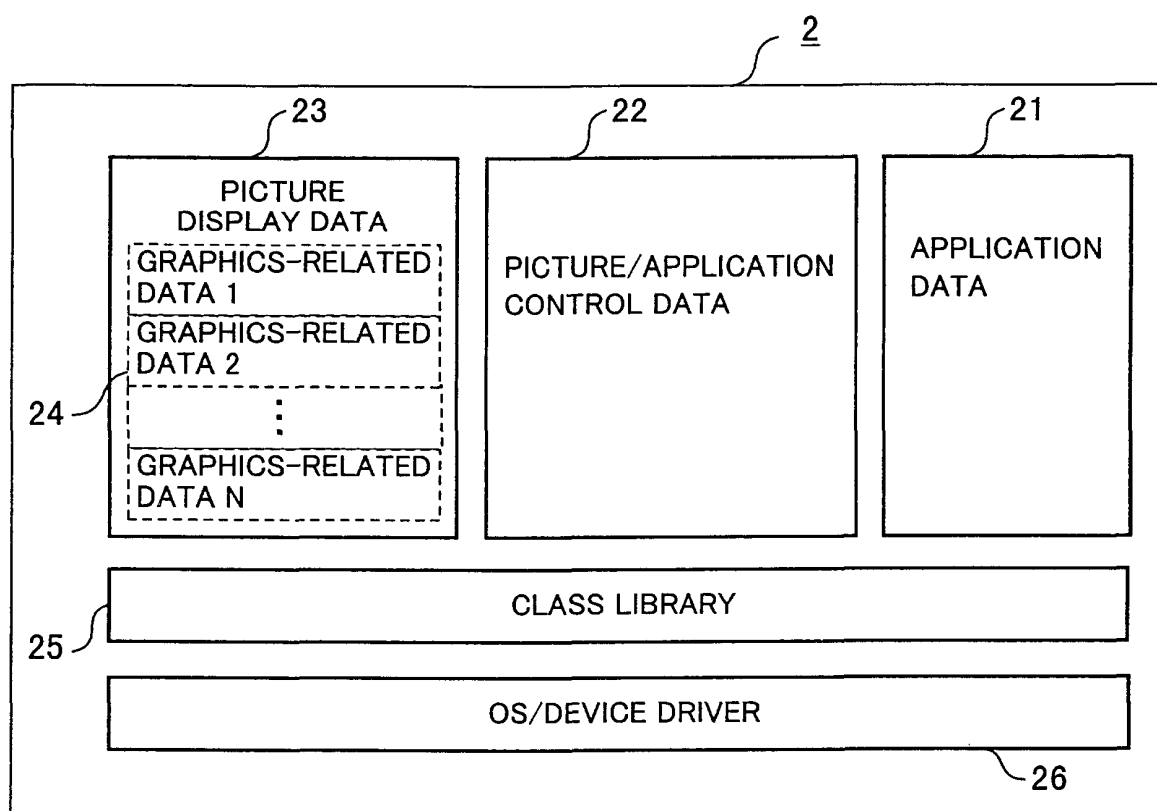 2
23
22
21
PICTURE
DISPLAY DATA
GRAPHICS-RELATED
DATA 1
GRAPHICS-RELATED
DATA 2
⋮
GRAPHICS-RELATED
DATA N
24
PICTURE/APPLICATION
CONTROL DATA
APPLICATION
DATA
CLASS LIBRARY
25
OS/DEVICE DRIVER
26